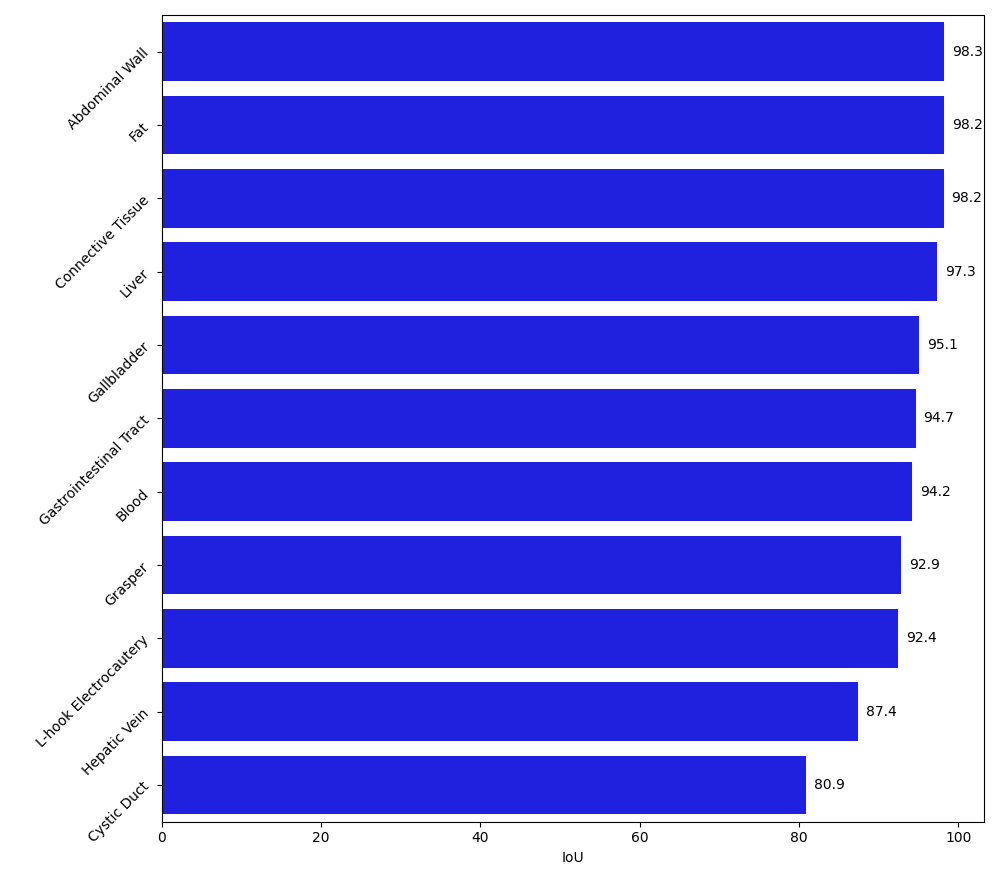 Abdominal Wall 98.3
Fat 98.2
Connective Tissue 98.2
Liver 97.3
Gallbladder 95.1
Gastrointestinal Tract 94.7
Blood 94.2
Grasper 92.9
L-hook Electrocautery 92.4
Hepatic Vein 87.4
Cystic Duct 80.9
0 20 40 60 80 100
IoU